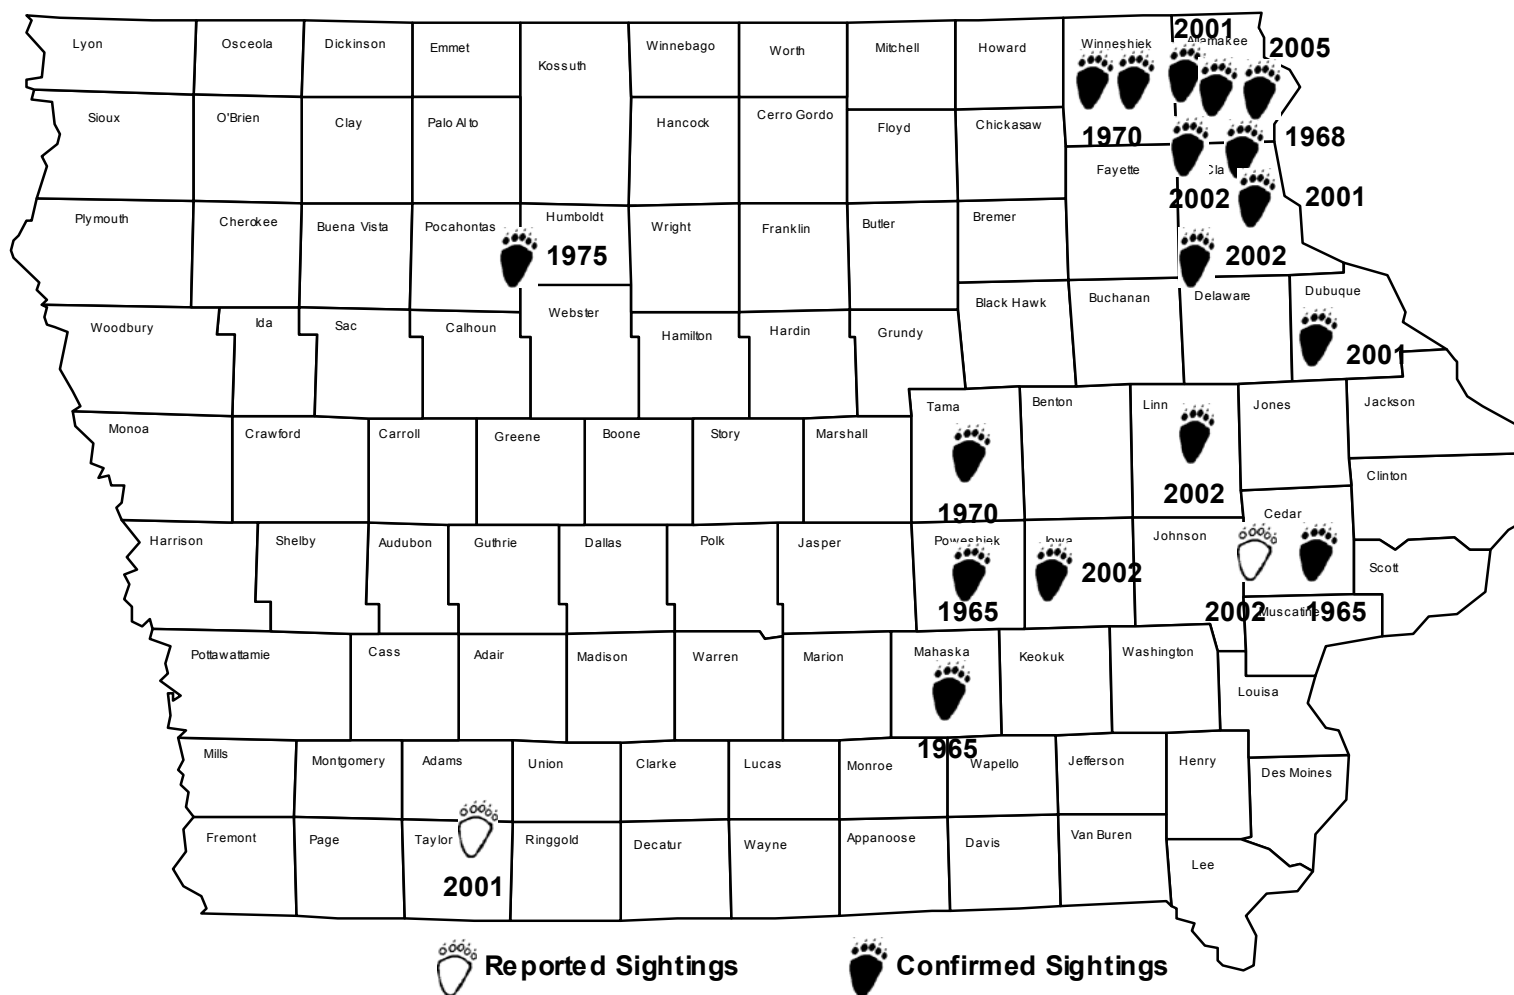 2001
Lyon Osceola Dickinson Emmet Kossuth Winnebago Worth Mitchell Howard Winneshiek Allamakee 2005
Sioux O'Brien Clay Palo Alto Hancock Cerro Gordo Floyd Chickasaw 1970 1968
Fayette Cla 2002 2001
Plymouth Cherokee Buena Vista Pocahontas Humboldt Wright Franklin Butler Bremer
1975 2002
Woodbury Ida Sac Calhoun Webster Hamilton Hardin Grundy Black Hawk Buchanan Delaware Dubuque
2001
Monoa Crawford Carroll Greene Boone Story Marshall Tama Benton Linn Jones Jackson
1970 2002 Clinton
Harrison Shelby Audubon Guthrie Dallas Polk Jasper Poweshiek Iowa Johnson Cedar Scott
1965 2002 2002 Muscatine 1965
Pottawattamie Cass Adair Madison Warren Marion Mahaska Keokuk Washington Louisa
1965
Mills Montgomery Adams Union Clarke Lucas Monroe Wapello Jefferson Henry Des Moines
Fremont Page Taylor Ringgold Decatur Wayne Appanoose Davis Van Buren Lee
2001
Reported Sightings Confirmed Sightings